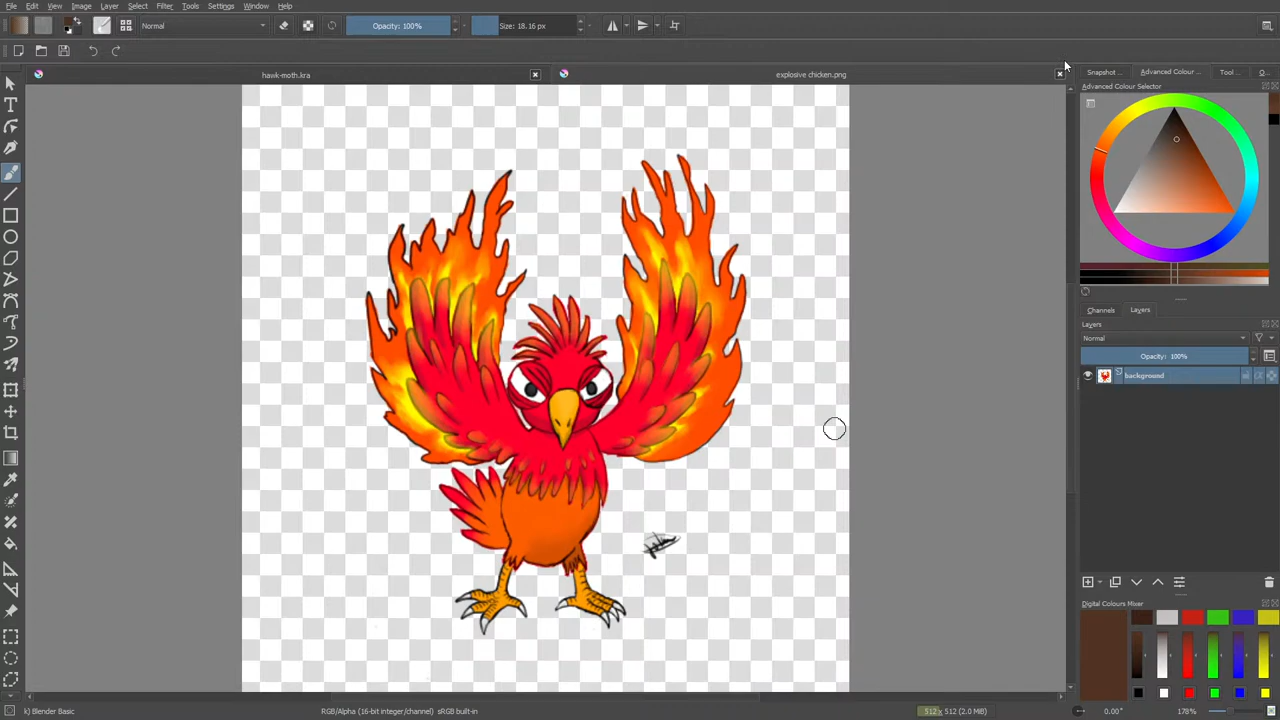 File Edit View Image Layer Select Filter Tools Settings Window Help
Normal Opacity: 100% Size: 18.16 px
hawk-moth.kra explosive chicken.png
Snapshot ... Advanced Colour ... Tool ... O...
Advanced Colour Selector
Channels Layers
Layers
Normal
Opacity: 100%
background
Digital Colours Mixer
k) Blender Basic RGB/Alpha (16-bit integer/channel) sRGB built-in 512 x 512 (2.0 MiB) 0.00° 178%